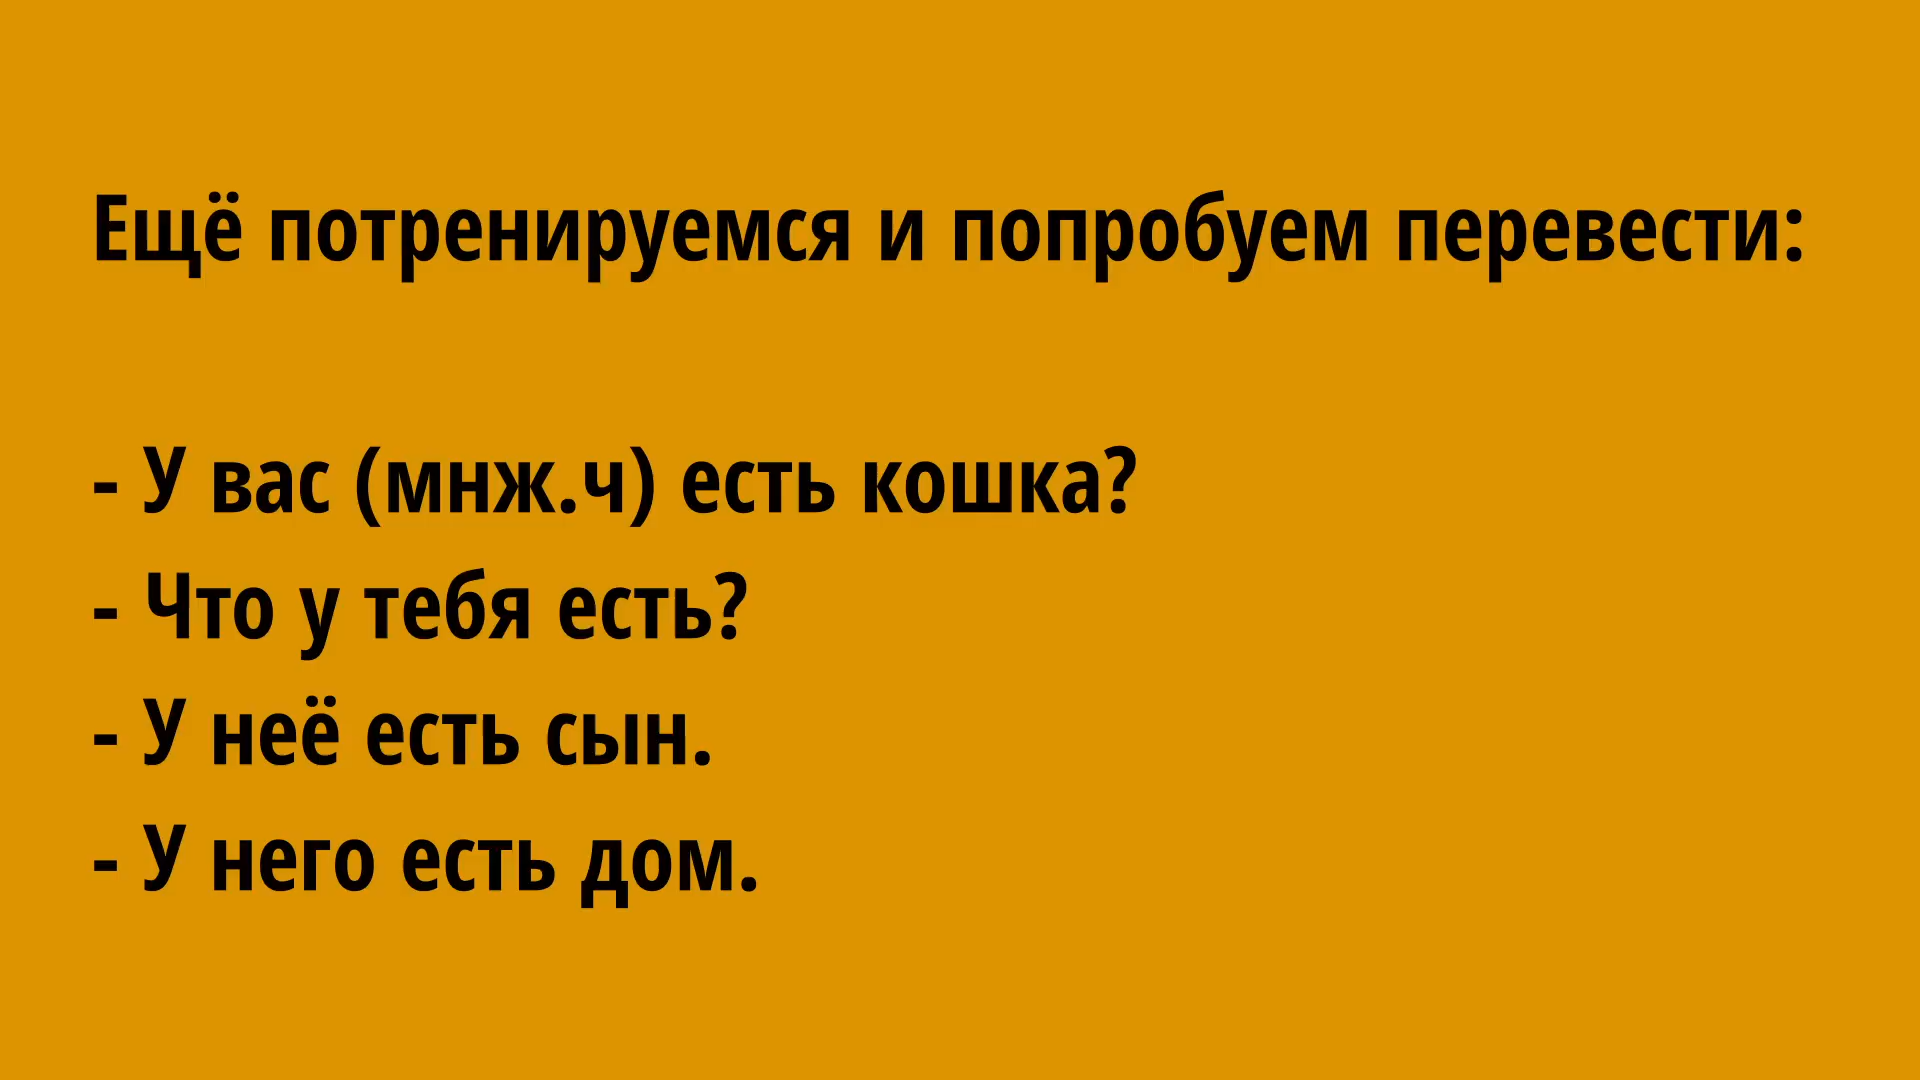 Ещё потренируемся и попробуем перевести:
- У вас (мнж.ч) есть кошка?
- Что у тебя есть?
- У неё есть сын.
- У него есть дом.